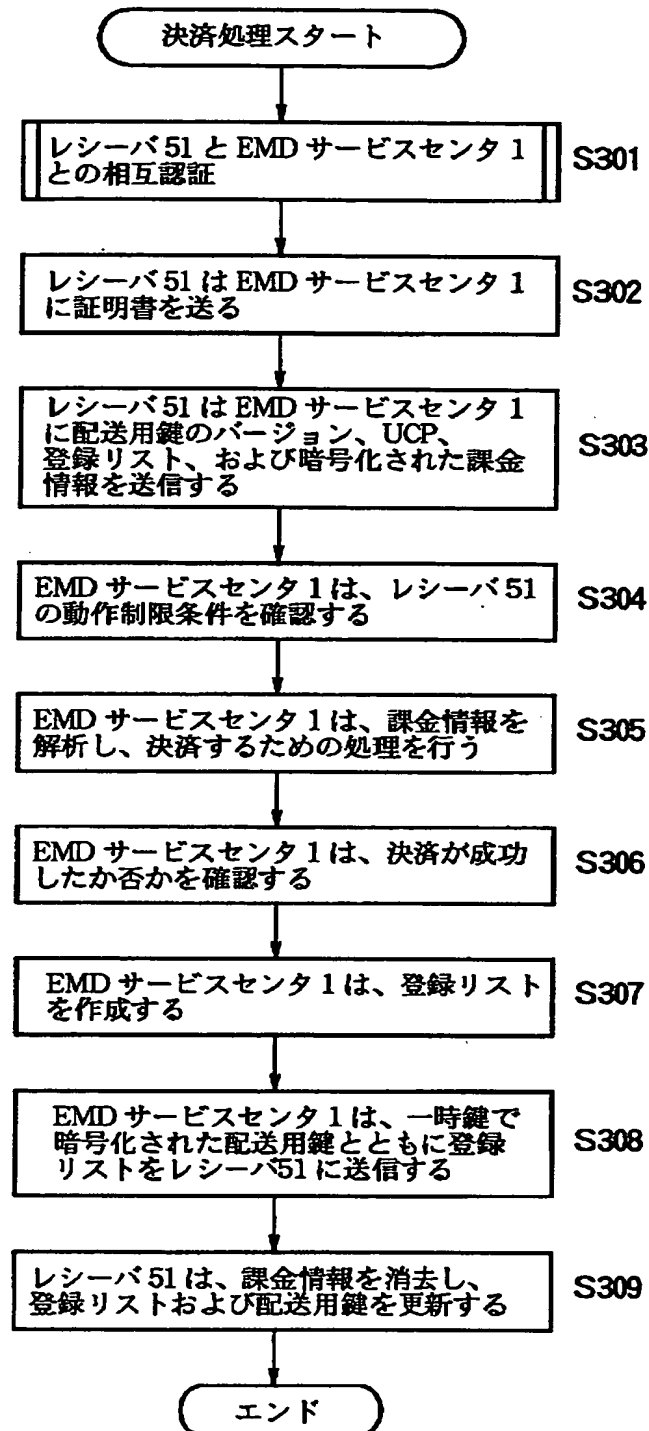 決済処理スタート
レシーバ 51 と EMD サービスセンタ 1
との相互認証
S301
レシーバ 51 は EMD サービスセンタ 1
に証明書を送る
S302
レシーバ 51 は EMD サービスセンタ 1
に配送用鍵のバージョン、UCP、
登録リスト、および暗号化された課金
情報を送信する
S303
EMD サービスセンタ 1 は、レシーバ 51
の動作制限条件を確認する
S304
EMD サービスセンタ 1 は、課金情報を
解析し、決済するための処理を行う
S305
EMD サービスセンタ 1 は、決済が成功
したか否かを確認する
S306
EMD サービスセンタ 1 は、登録リスト
を作成する
S307
EMD サービスセンタ 1 は、一時鍵で
暗号化された配送用鍵とともに登録
リストをレシーバ51 に送信する
S308
レシーバ 51 は、課金情報を消去し、
登録リストおよび配送用鍵を更新する
S309
エンド